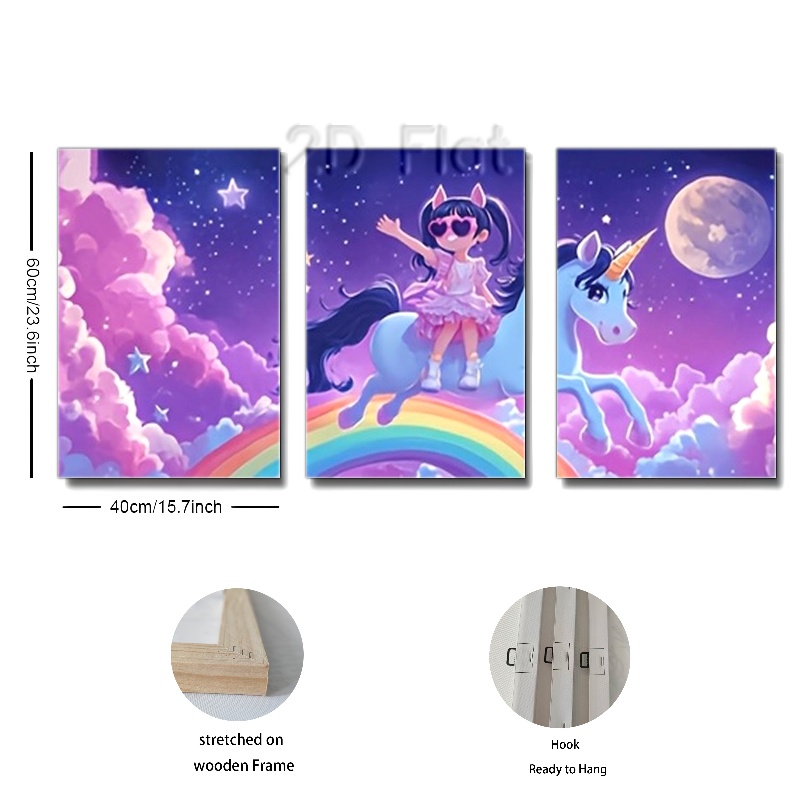 2D Flat
60cm/23.6inch
40cm/15.7inch
stretched on
wooden Frame
Hook
Ready to Hang